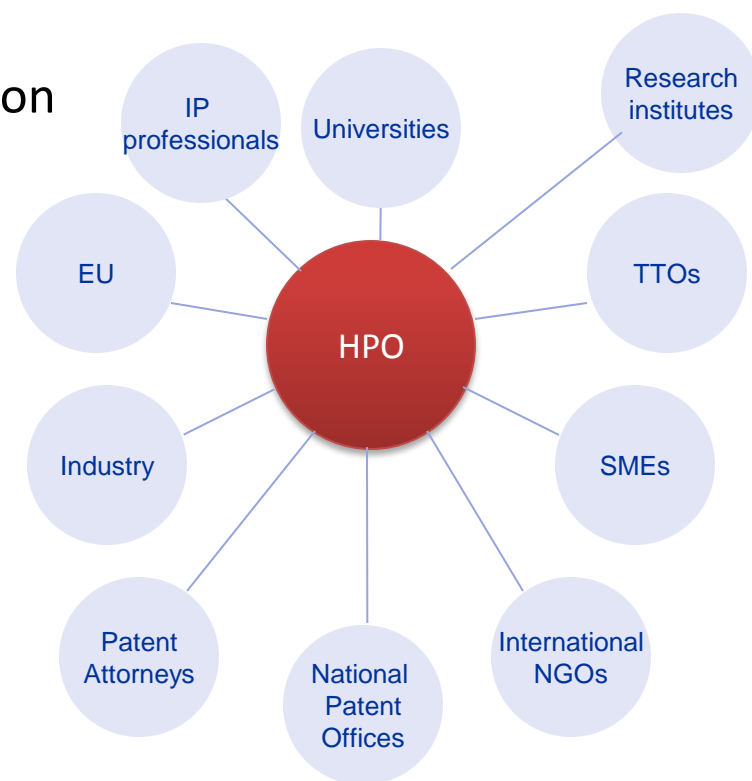 on
IP
professionals
Universities
Research
institutes
EU
TTOs
HPO
Industry
SMEs
Patent
Attorneys
National
Patent
Offices
International
NGOs